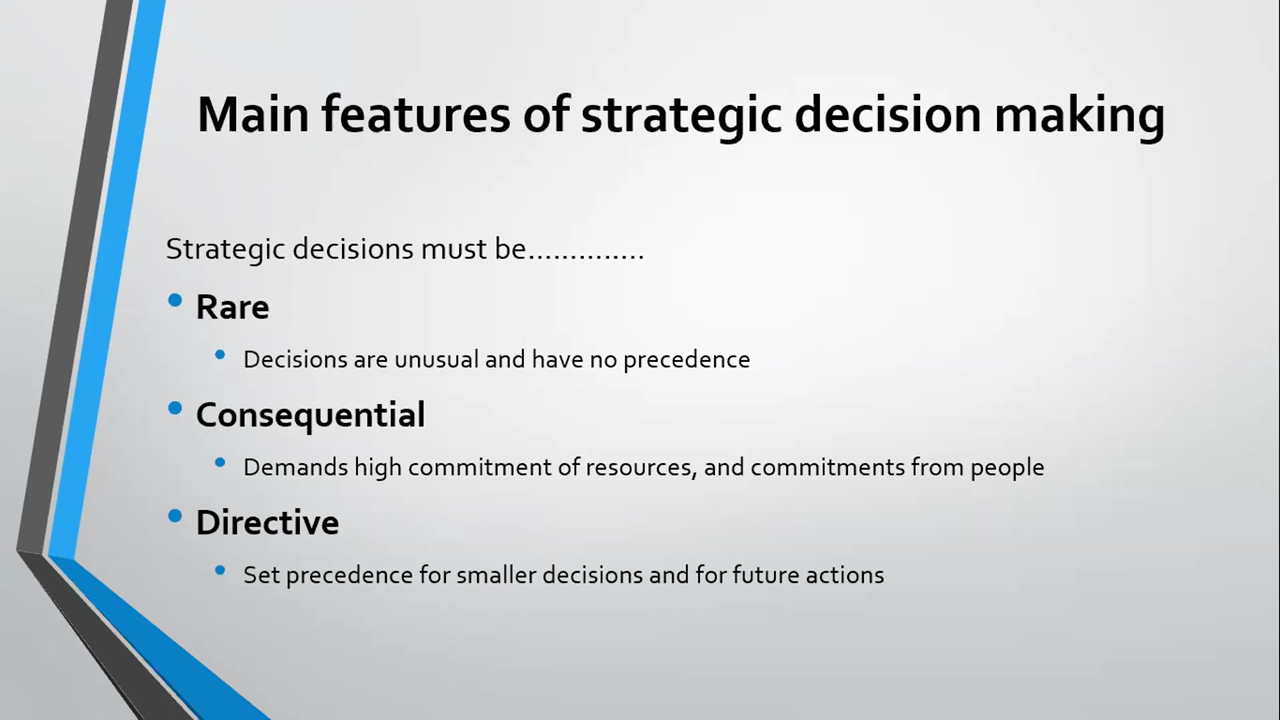 Main features of strategic decision making
Strategic decisions must be..............
Rare
Decisions are unusual and have no precedence
Consequential
Demands high commitment of resources, and commitments from people
Directive
Set precedence for smaller decisions and for future actions